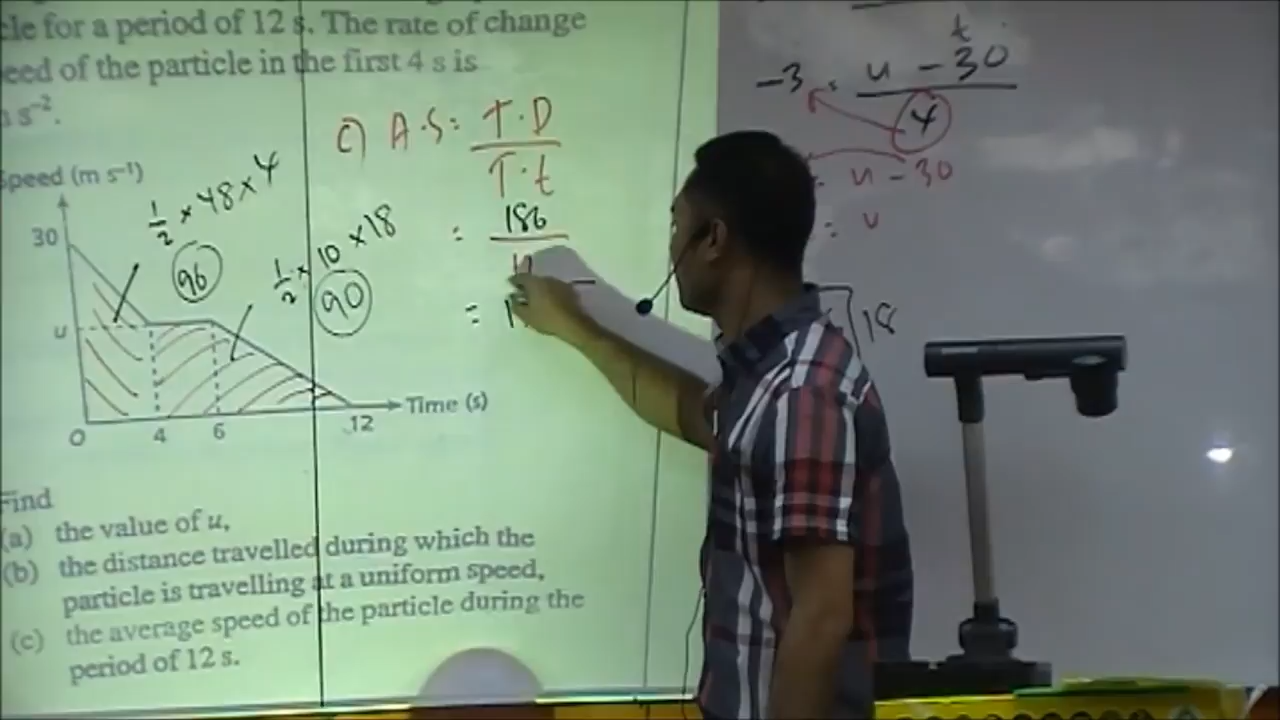 cle for a period of 12 s. The rate of change
eed of the particle in the first 4 s is
s⁻².
Speed (m s⁻¹)
30
u
O
4
6
12
Time (s)
1/2 × 48 × 4
96
1/2 × 10 × 18
90
c) A.S = T.D / T.t
= 186
=
t
-3 = u - 30 / 4
u - 30
= u
18
Find
(a) the value of u,
(b) the distance travelled during which the
particle is travelling at a uniform speed,
(c) the average speed of the particle during the
period of 12 s.